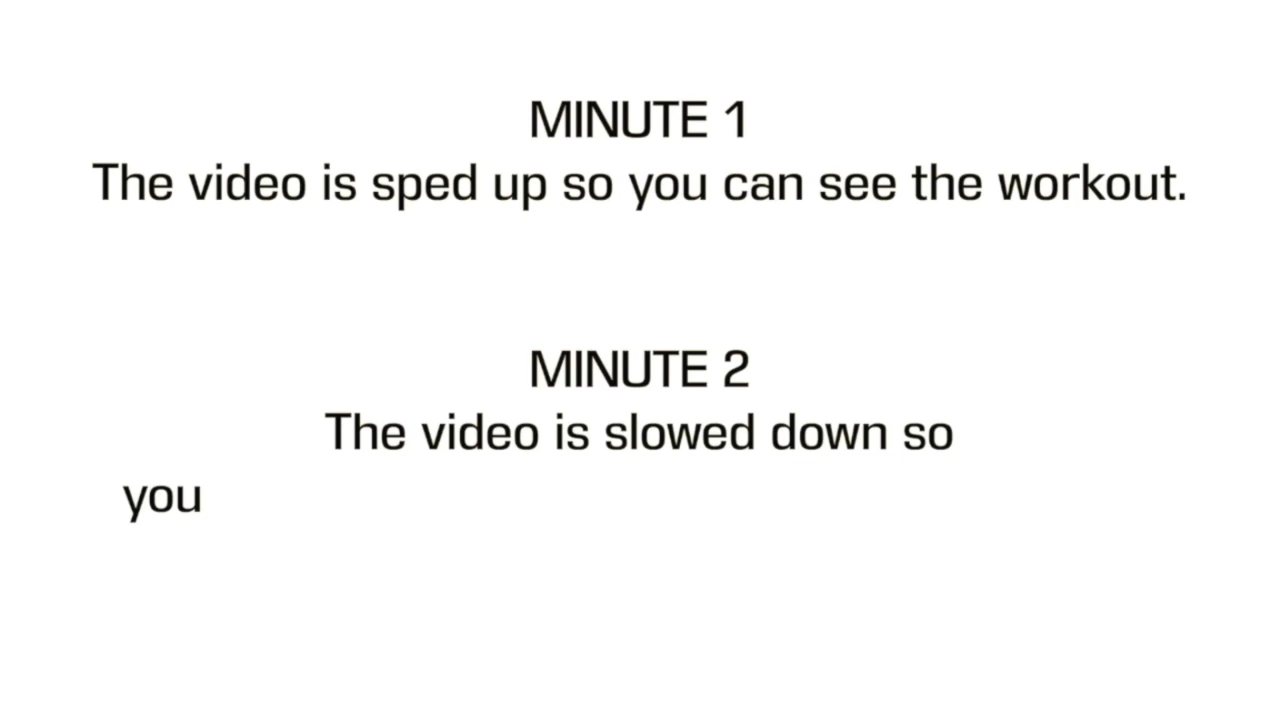 MINUTE 1
The video is sped up so you can see the workout.
MINUTE 2
The video is slowed down so
you